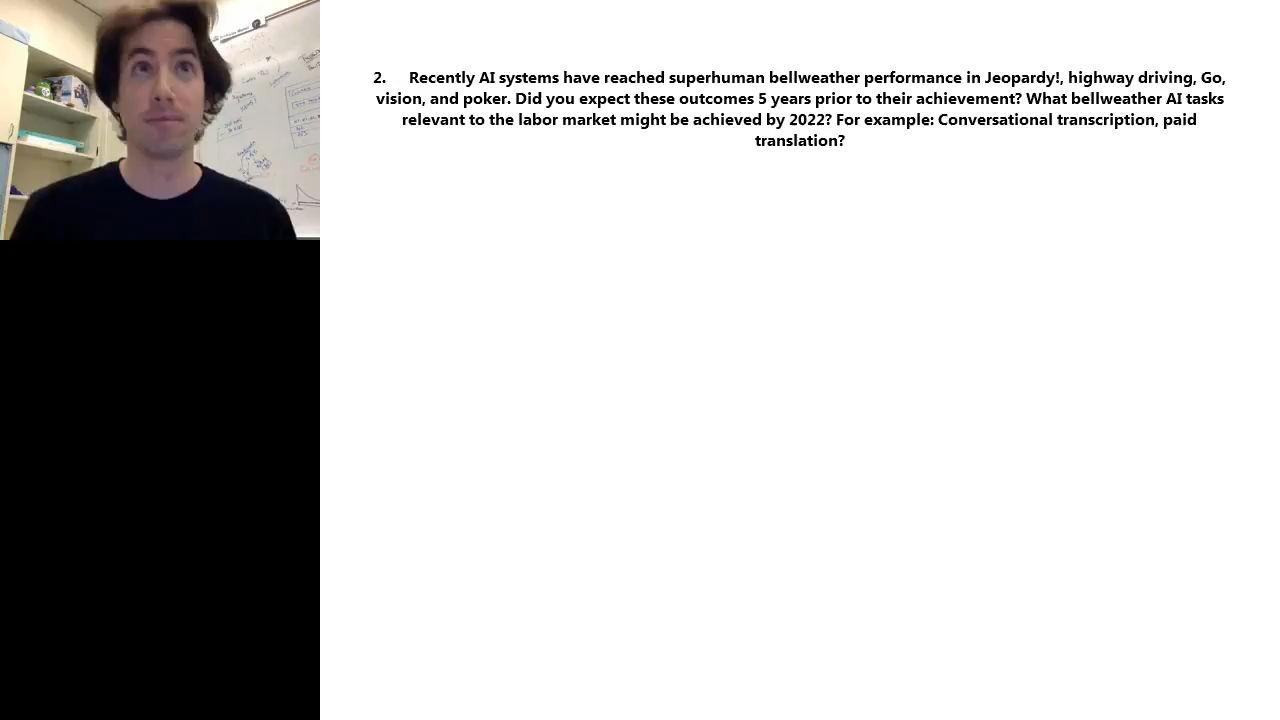 2. Recently AI systems have reached superhuman bellweather performance in Jeopardy!, highway driving, Go,
vision, and poker. Did you expect these outcomes 5 years prior to their achievement? What bellweather AI tasks
relevant to the labor market might be achieved by 2022? For example: Conversational transcription, paid
translation?